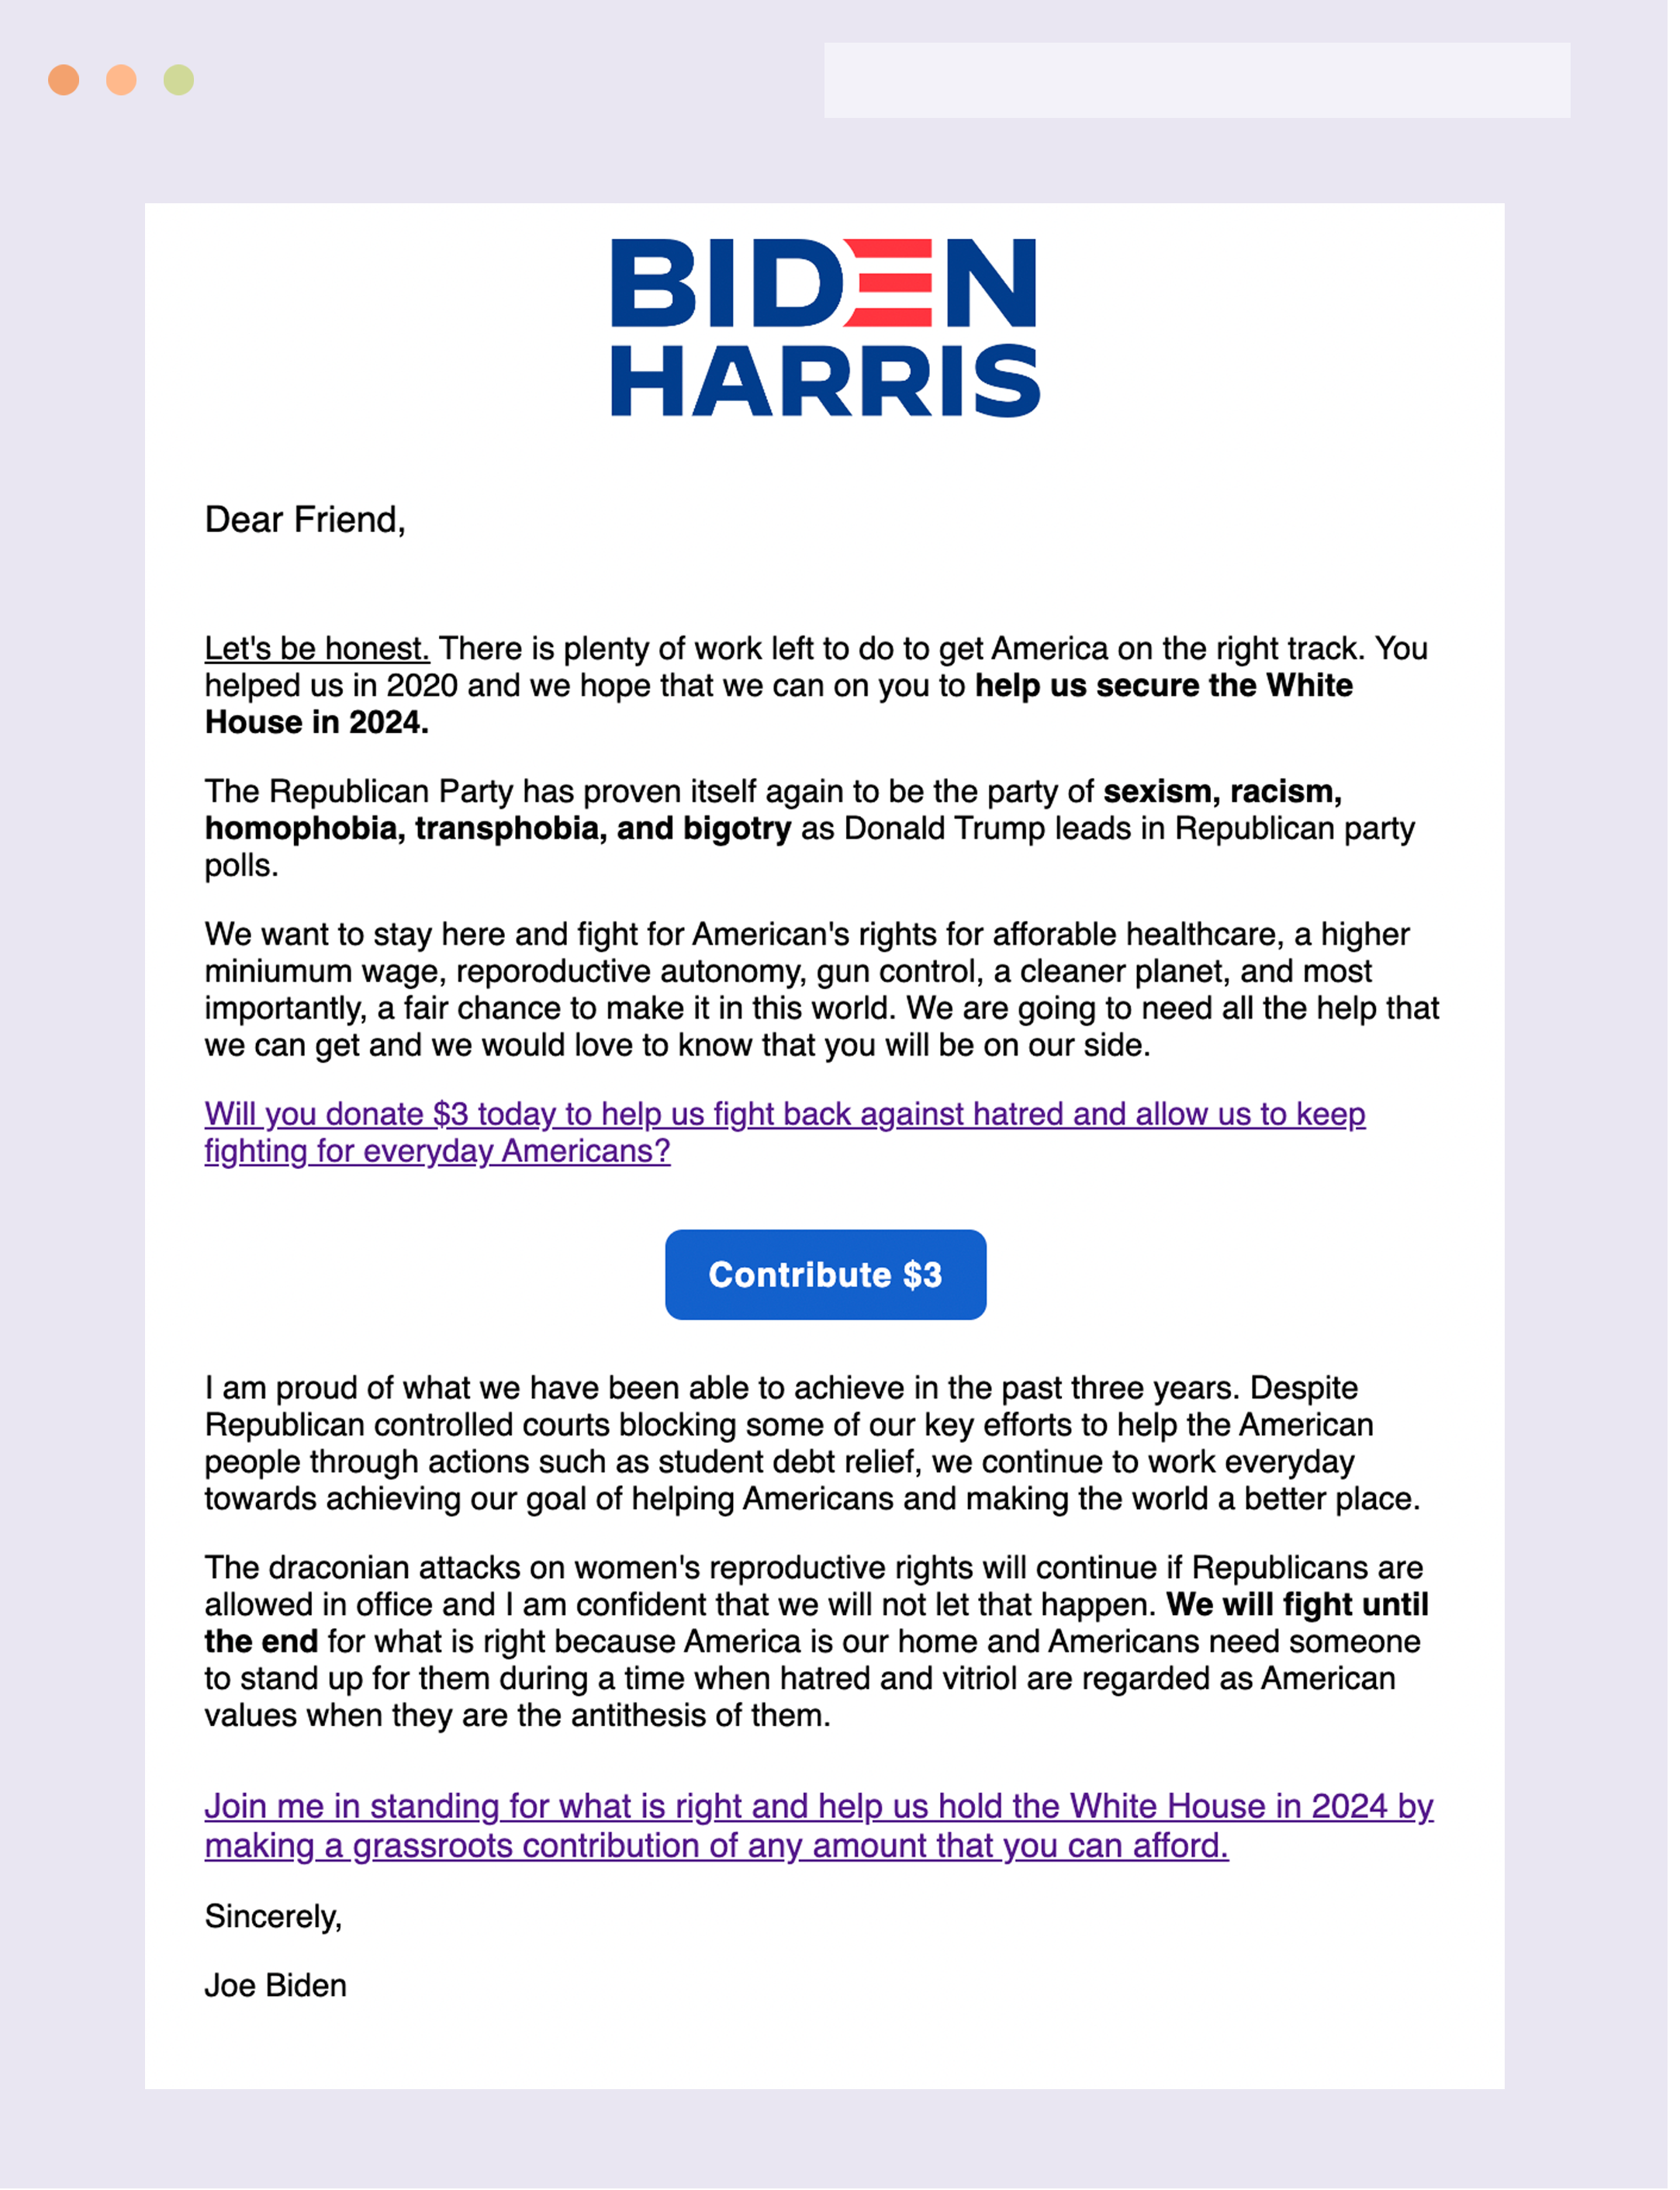 BIDEN
HARRIS
Dear Friend,
Let's be honest. There is plenty of work left to do to get America on the right track. You
helped us in 2020 and we hope that we can on you to help us secure the White
House in 2024.
The Republican Party has proven itself again to be the party of sexism, racism,
homophobia, transphobia, and bigotry as Donald Trump leads in Republican party
polls.
We want to stay here and fight for American's rights for afforable healthcare, a higher
miniumum wage, reporoductive autonomy, gun control, a cleaner planet, and most
importantly, a fair chance to make it in this world. We are going to need all the help that
we can get and we would love to know that you will be on our side.
Will you donate $3 today to help us fight back against hatred and allow us to keep
fighting for everyday Americans?
Contribute $3
I am proud of what we have been able to achieve in the past three years. Despite
Republican controlled courts blocking some of our key efforts to help the American
people through actions such as student debt relief, we continue to work everyday
towards achieving our goal of helping Americans and making the world a better place.
The draconian attacks on women's reproductive rights will continue if Republicans are
allowed in office and I am confident that we will not let that happen. We will fight until
the end for what is right because America is our home and Americans need someone
to stand up for them during a time when hatred and vitriol are regarded as American
values when they are the antithesis of them.
Join me in standing for what is right and help us hold the White House in 2024 by
making a grassroots contribution of any amount that you can afford.
Sincerely,
Joe Biden